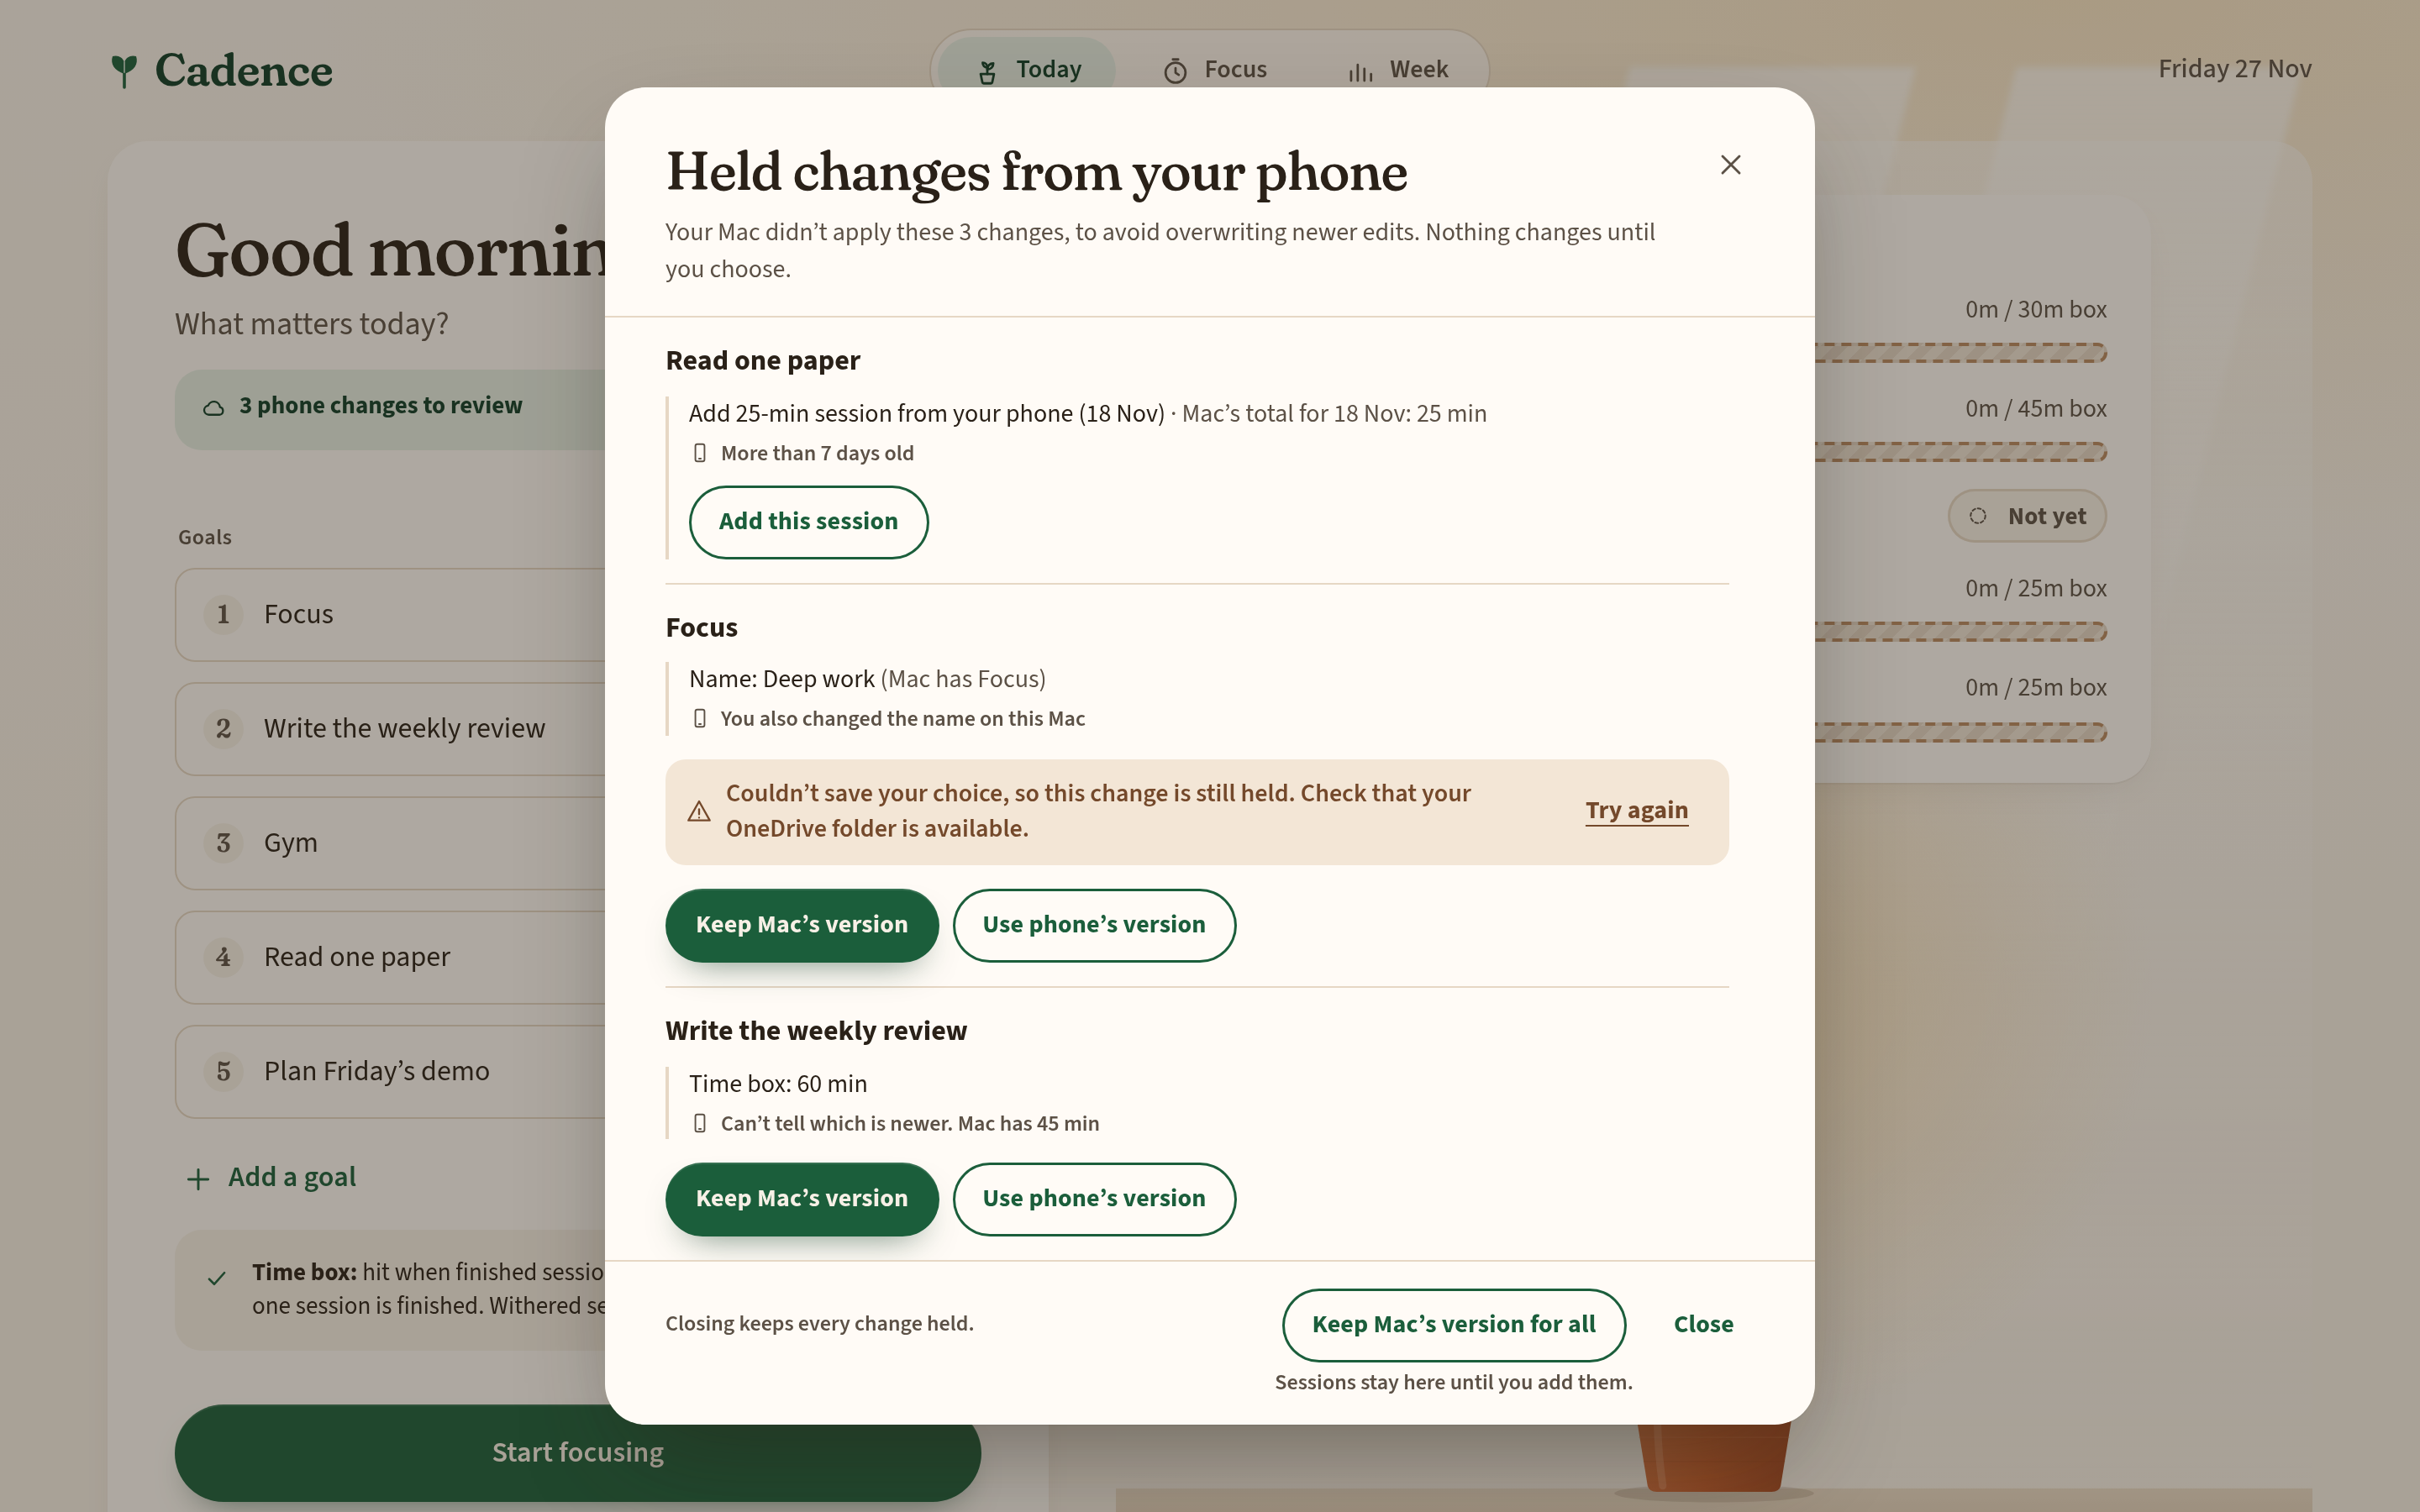 Cadence
Today
Focus
Week
Friday 27 Nov
Held changes from your phone
Your Mac didn’t apply these 3 changes, to avoid overwriting newer edits. Nothing changes until
you choose.
Read one paper
Add 25-min session from your phone (18 Nov) · Mac’s total for 18 Nov: 25 min
More than 7 days old
Add this session
Focus
Name: Deep work (Mac has Focus)
You also changed the name on this Mac
Couldn’t save your choice, so this change is still held. Check that your
OneDrive folder is available.
Try again
Keep Mac’s version
Use phone’s version
Write the weekly review
Time box: 60 min
Can’t tell which is newer. Mac has 45 min
Keep Mac’s version
Use phone’s version
Closing keeps every change held.
Keep Mac’s version for all
Close
Sessions stay here until you add them.
Good mornin
What matters today?
3 phone changes to review
Goals
1 Focus
2 Write the weekly review
3 Gym
4 Read one paper
5 Plan Friday’s demo
Add a goal
Time box: hit when finished sessio
one session is finished. Withered se
Start focusing
0m / 30m box
0m / 45m box
Not yet
0m / 25m box
0m / 25m box